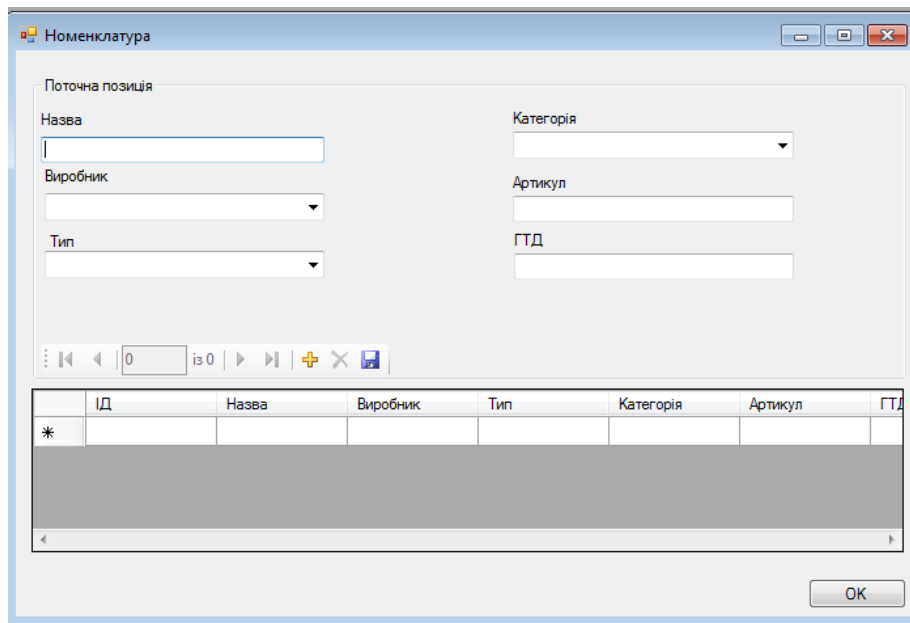 Номенклатура
Поточна позиція
Назва
Категорія
Виробник
Артикул
Тип
ГТД
0 із 0
ІД Назва Виробник Тип Категорія Артикул ГТД
OK